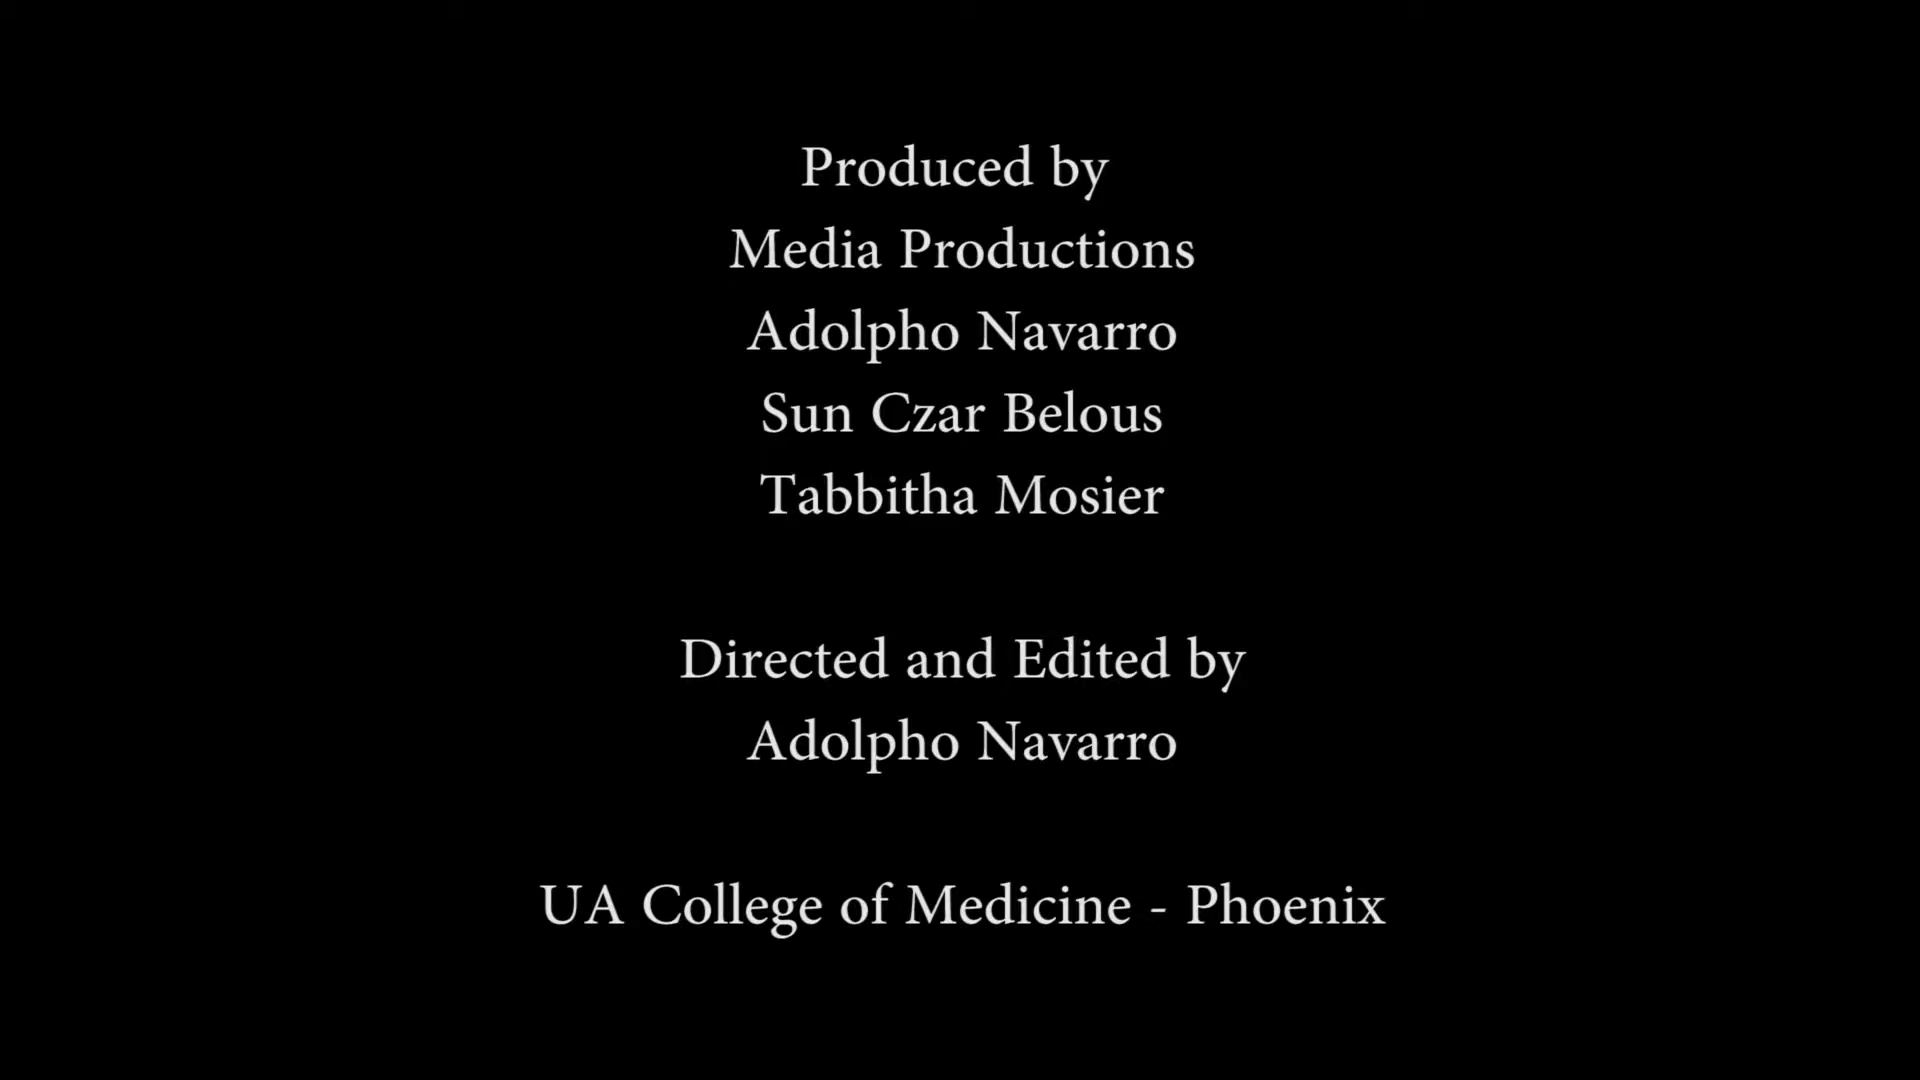 Produced by
Media Productions
Adolpho Navarro
Sun Czar Belous
Tabbitha Mosier
Directed and Edited by
Adolpho Navarro
UA College of Medicine - Phoenix